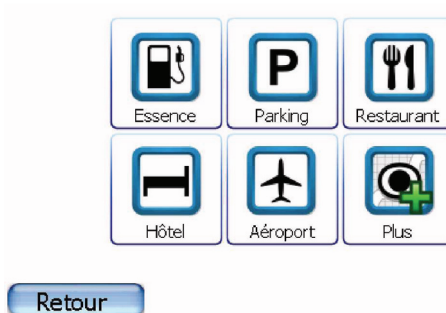 P
Essence
Parking
Restaurant
Hôtel
Aéroport
Plus
Retour